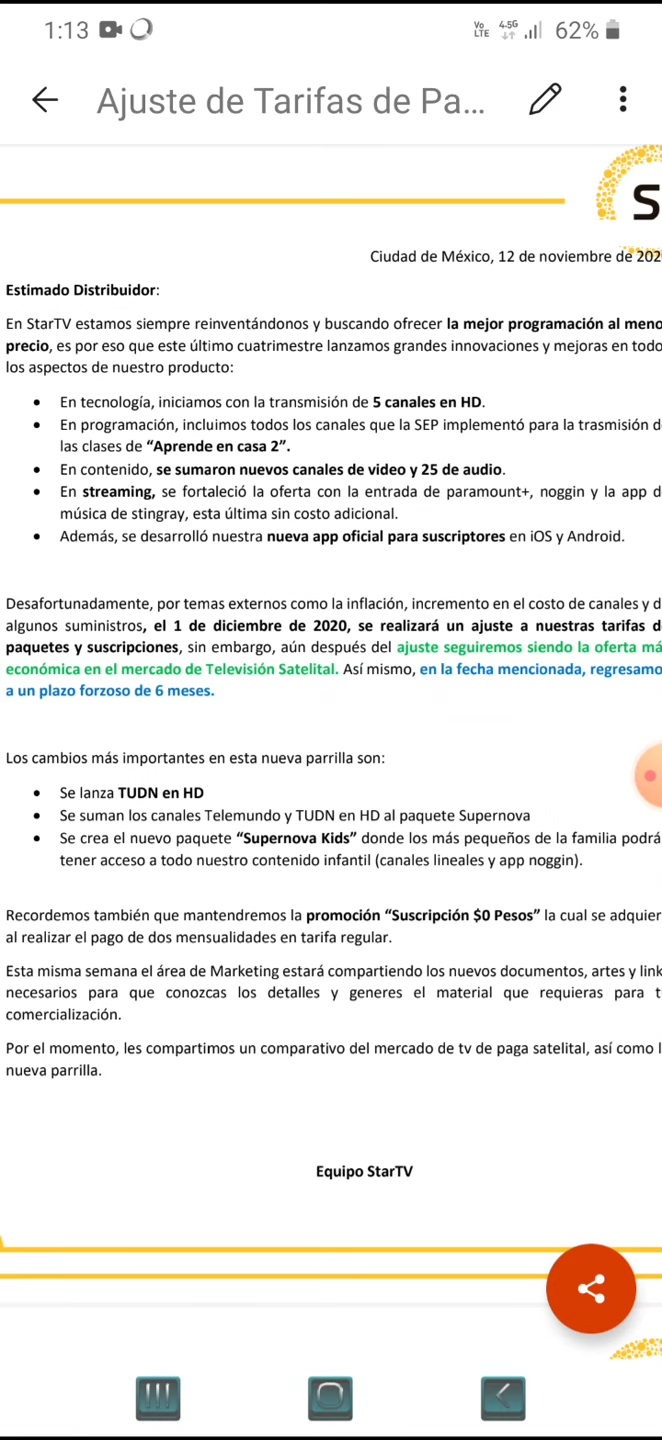 1:13
Vo LTE 4.5G 62%
Ajuste de Tarifas de Pa...
S
Ciudad de México, 12 de noviembre de 202
Estimado Distribuidor:
En StarTV estamos siempre reinventándonos y buscando ofrecer la mejor programación al meno
precio, es por eso que este último cuatrimestre lanzamos grandes innovaciones y mejoras en todo
los aspectos de nuestro producto:
• En tecnología, iniciamos con la transmisión de 5 canales en HD.
• En programación, incluimos todos los canales que la SEP implementó para la trasmisión d
las clases de “Aprende en casa 2”.
• En contenido, se sumaron nuevos canales de video y 25 de audio.
• En streaming, se fortaleció la oferta con la entrada de paramount+, noggin y la app d
música de stingray, esta última sin costo adicional.
• Además, se desarrolló nuestra nueva app oficial para suscriptores en iOS y Android.
Desafortunadamente, por temas externos como la inflación, incremento en el costo de canales y d
algunos suministros, el 1 de diciembre de 2020, se realizará un ajuste a nuestras tarifas d
paquetes y suscripciones, sin embargo, aún después del ajuste seguiremos siendo la oferta má
económica en el mercado de Televisión Satelital. Así mismo, en la fecha mencionada, regresamo
a un plazo forzoso de 6 meses.
Los cambios más importantes en esta nueva parrilla son:
• Se lanza TUDN en HD
• Se suman los canales Telemundo y TUDN en HD al paquete Supernova
• Se crea el nuevo paquete “Supernova Kids” donde los más pequeños de la familia podrá
tener acceso a todo nuestro contenido infantil (canales lineales y app noggin).
Recordemos también que mantendremos la promoción “Suscripción $0 Pesos” la cual se adquier
al realizar el pago de dos mensualidades en tarifa regular.
Esta misma semana el área de Marketing estará compartiendo los nuevos documentos, artes y link
necesarios para que conozcas los detalles y generes el material que requieras para t
comercialización.
Por el momento, les compartimos un comparativo del mercado de tv de paga satelital, así como l
nueva parrilla.
Equipo StarTV